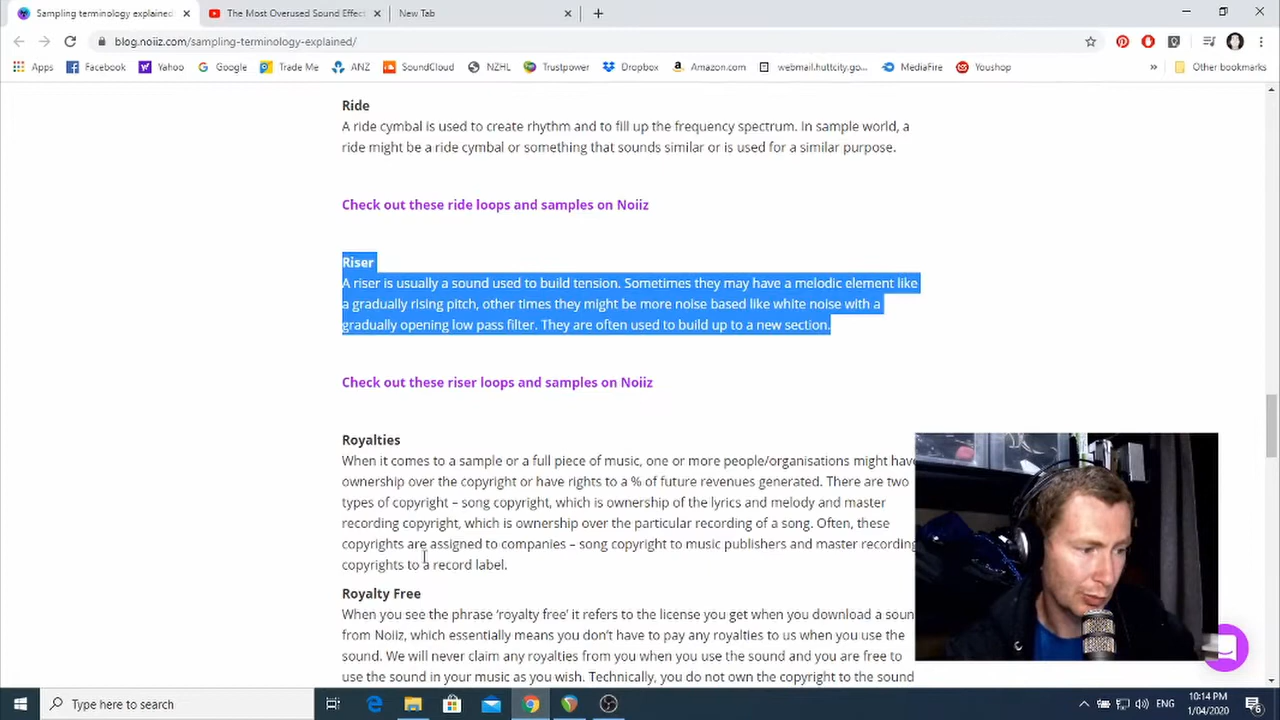 Sampling terminology explained
The Most Overused Sound Effect
New Tab
blog.noiiz.com/sampling-terminology-explained/
Apps Facebook Yahoo Google Trade Me ANZ SoundCloud NZHL Trustpower Dropbox Amazon.com webmail.huttcity.go... MediaFire Youshop » Other bookmarks
Ride
A ride cymbal is used to create rhythm and to fill up the frequency spectrum. In sample world, a
ride might be a ride cymbal or something that sounds similar or is used for a similar purpose.
Check out these ride loops and samples on Noiiz
Riser
A riser is usually a sound used to build tension. Sometimes they may have a melodic element like
a gradually rising pitch, other times they might be more noise based like white noise with a
gradually opening low pass filter. They are often used to build up to a new section.
Check out these riser loops and samples on Noiiz
Royalties
When it comes to a sample or a full piece of music, one or more people/organisations might have
ownership over the copyright or have rights to a % of future revenues generated. There are two
types of copyright – song copyright, which is ownership of the lyrics and melody and master
recording copyright, which is ownership over the particular recording of a song. Often, these
copyrights are assigned to companies – song copyright to music publishers and master recording
copyrights to a record label.
Royalty Free
When you see the phrase ‘royalty free’ it refers to the license you get when you download a soun
from Noiiz, which essentially means you don’t have to pay any royalties to us when you use the
sound. We will never claim any royalties from you when you use the sound and you are free to
use the sound in your music as you wish. Technically, you do not own the copyright to the sound
Type here to search
ENG
10:14 PM
1/04/2020
6